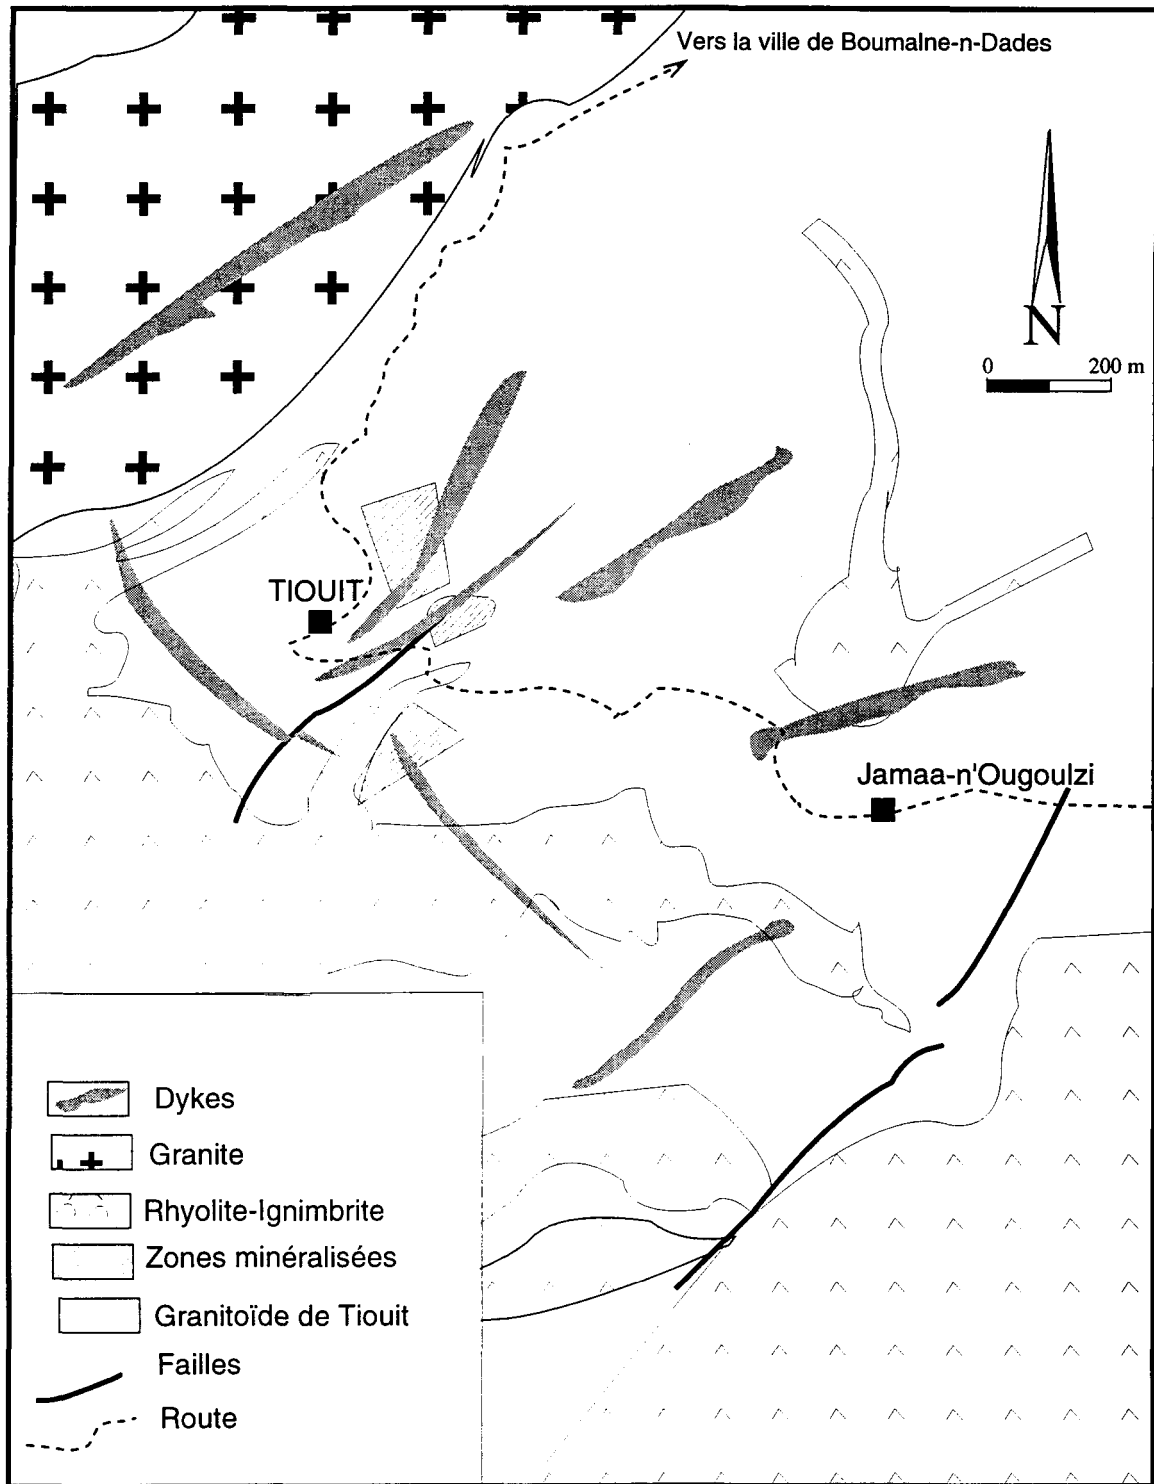 Vers la ville de Boumalne-n-Dades
N
0 200 m
TIOUIT
Jamaa-n'Ougoulzi
Dykes
Granite
Rhyolite-Ignimbrite
Zones minéralisées
Granitoïde de Tiouit
Failles
Route